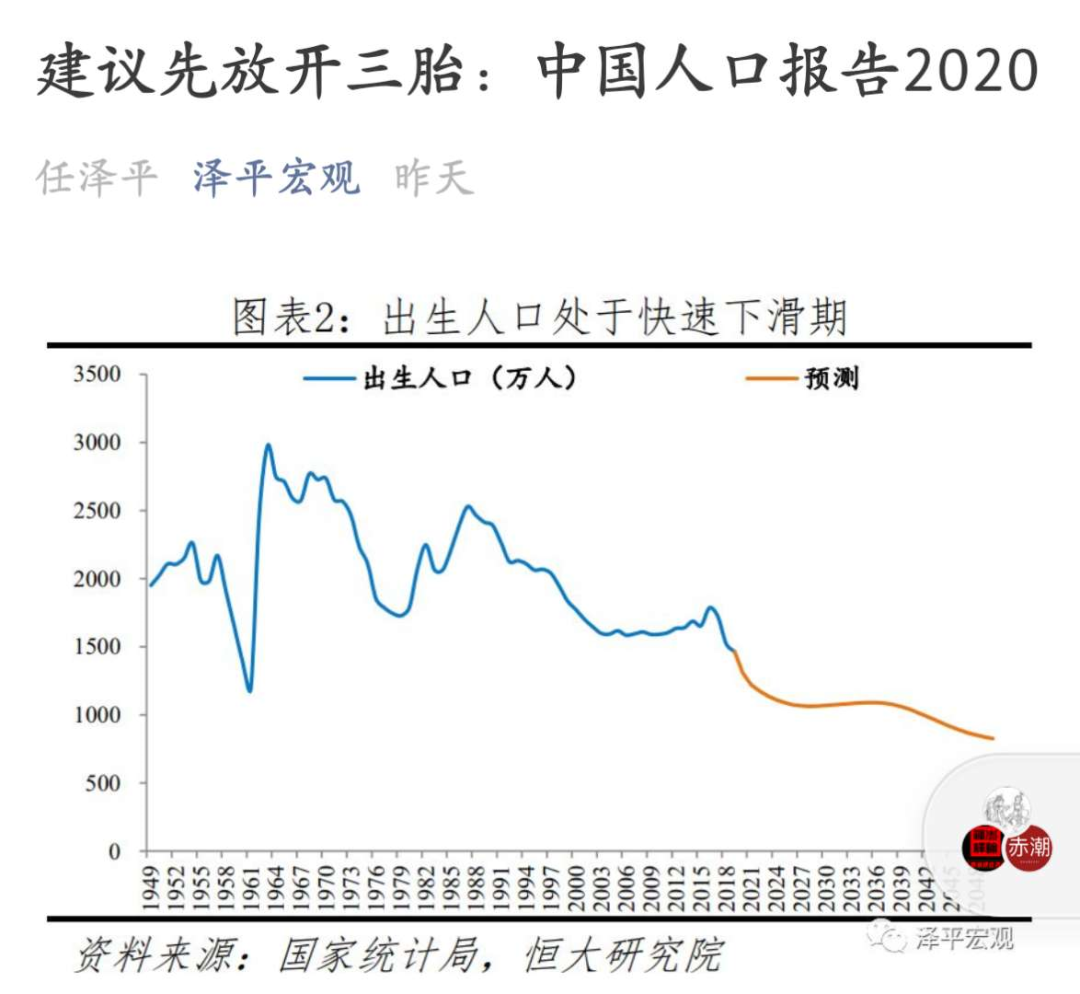 建议先放开三胎：中国人口报告2020
任泽平 泽平宏观 昨天
图表2：出生人口处于快速下滑期
出生人口（万人） 预测
3500
3000
2500
2000
1500
1000
500
0
1949 1952 1955 1958 1961 1964 1967 1970 1973 1976 1979 1982 1985 1988 1991 1994 1997 2000 2003 2006 2009 2012 2015 2018 2021 2024 2027 2030 2033 2036 2039 2042 2045 2048
赤潮
资料来源：国家统计局，恒大研究院
泽平宏观